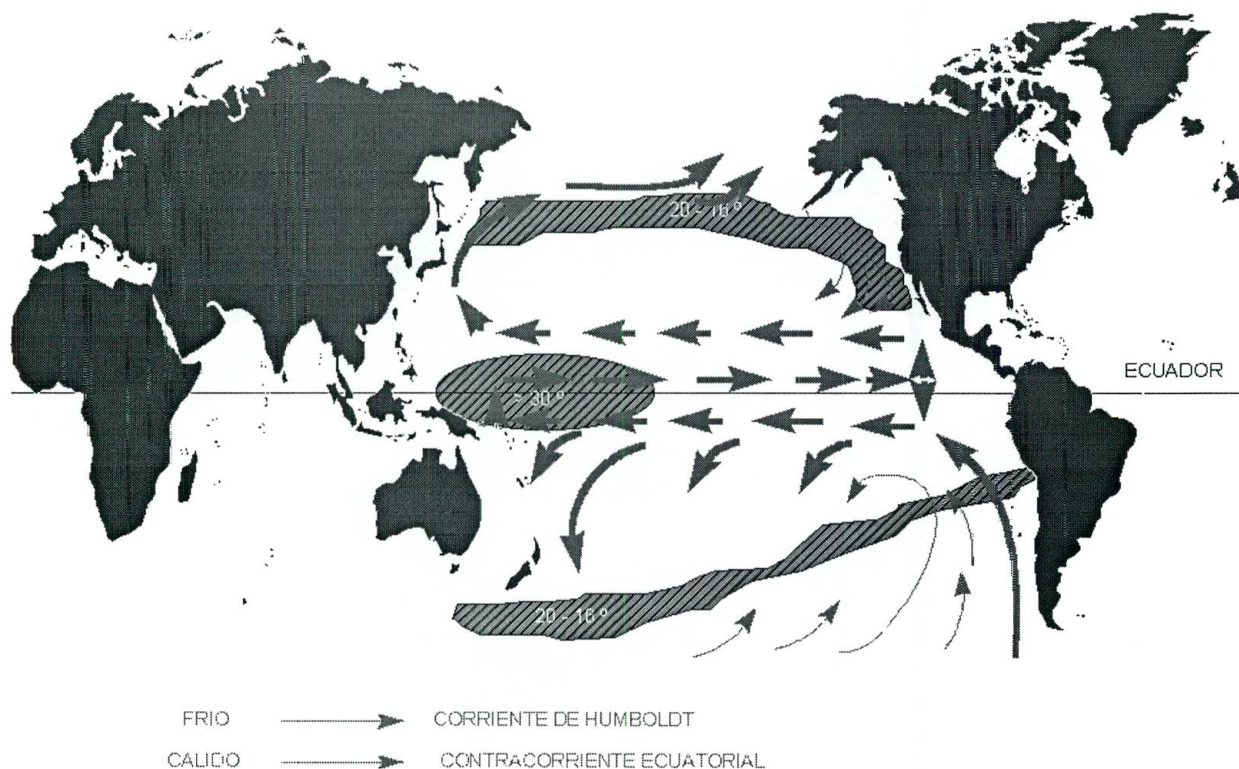 20 - 16 º
ECUADOR
> 30 º
20 - 16 º
FRIO CORRIENTE DE HUMBOLDT
CALIDO CONTRACORRIENTE ECUATORIAL